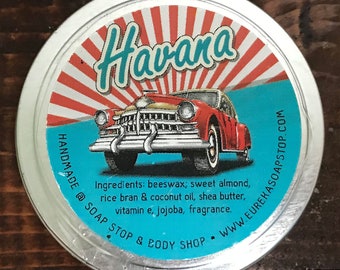 Havana
Ingredients: beeswax, sweet almond,
rice bran & coconut oil, shea butter,
vitamin e, jojoba, fragrance.
HANDMADE @ SOAP STOP & BODY SHOP • WWW.EUREKASOAPSTOP.COM